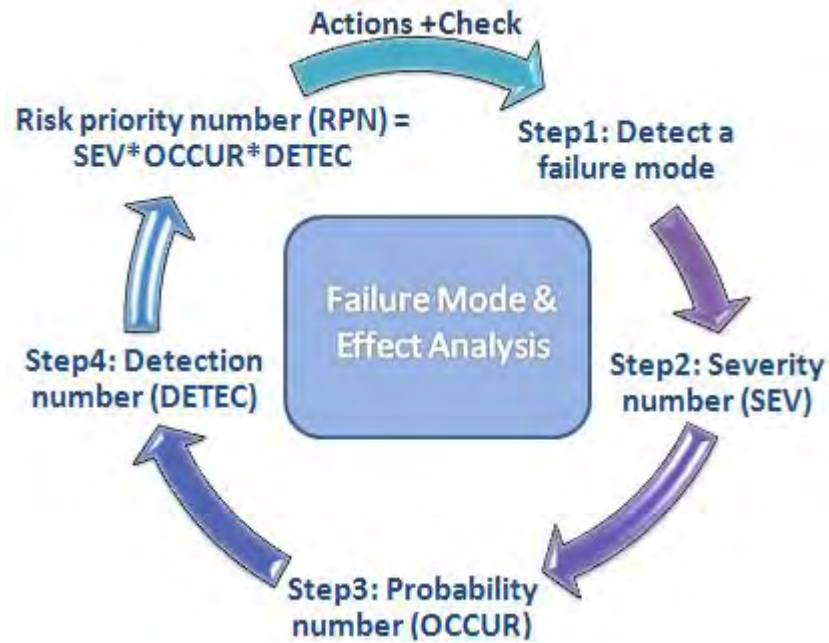 Actions +Check
Risk priority number (RPN) =
SEV*OCCUR*DETEC
Step1: Detect a
failure mode
Failure Mode &
Effect Analysis
Step2: Severity
number (SEV)
Step3: Probability
number (OCCUR)
Step4: Detection
number (DETEC)